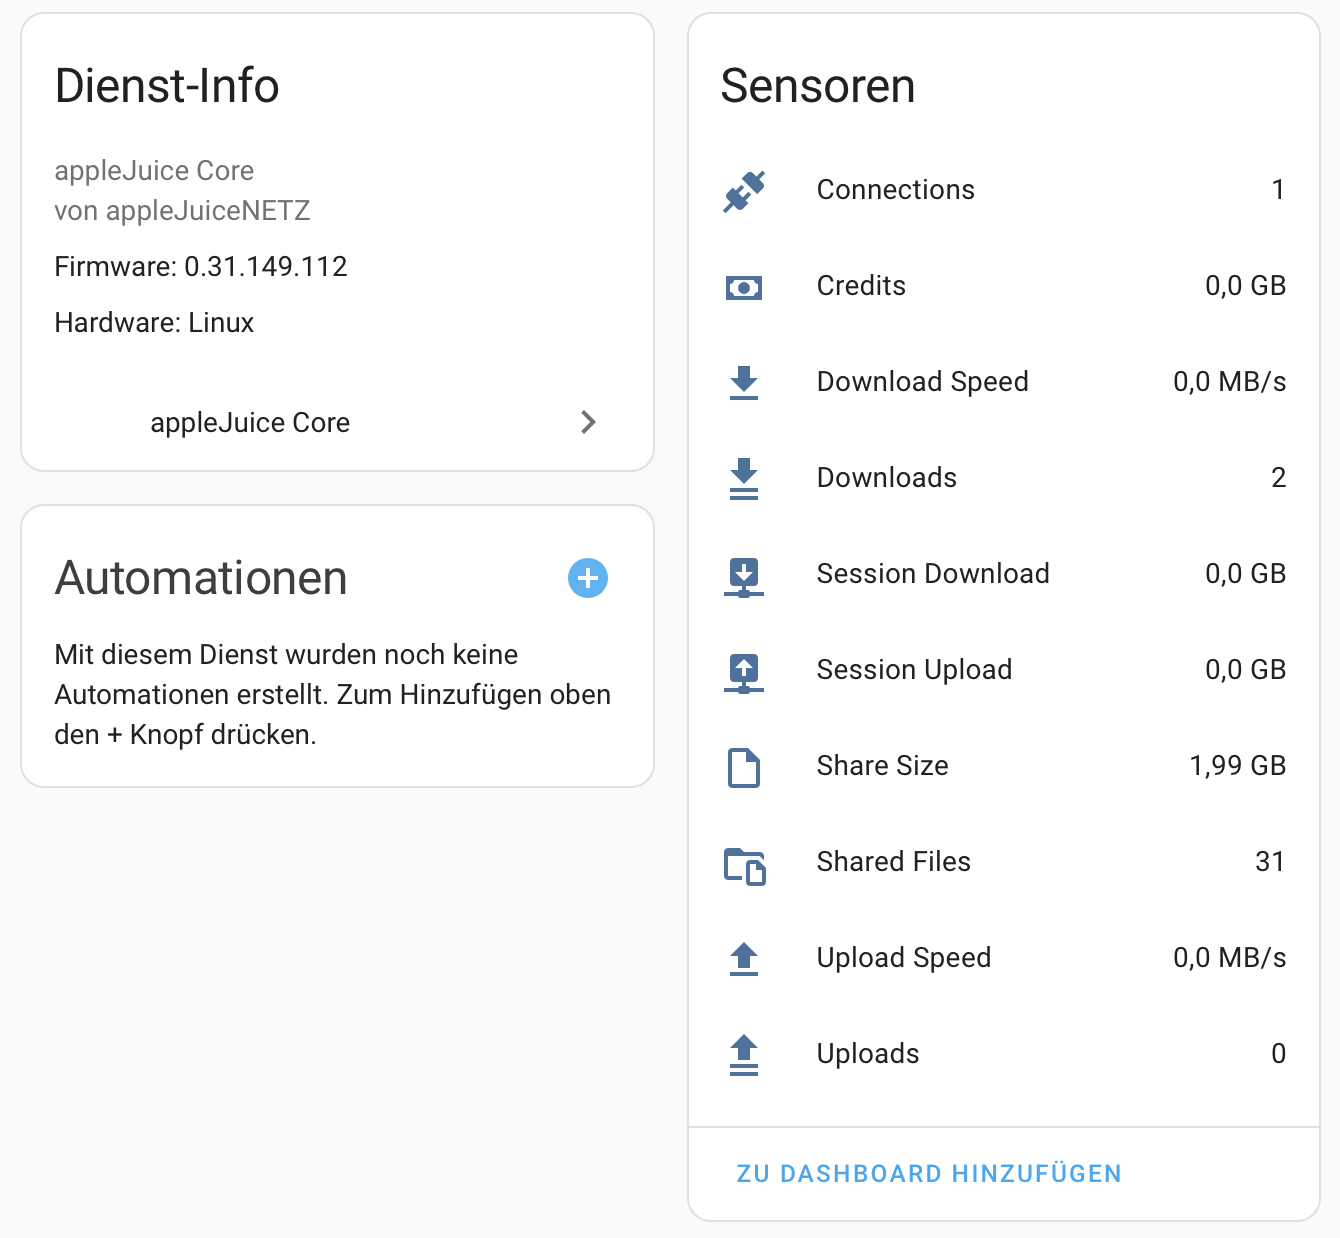 Dienst-Info
appleJuice Core
von appleJuiceNETZ
Firmware: 0.31.149.112
Hardware: Linux
appleJuice Core
Automationen
Mit diesem Dienst wurden noch keine
Automationen erstellt. Zum Hinzufügen oben
den + Knopf drücken.
Sensoren
Connections 1
Credits 0,0 GB
Download Speed 0,0 MB/s
Downloads 2
Session Download 0,0 GB
Session Upload 0,0 GB
Share Size 1,99 GB
Shared Files 31
Upload Speed 0,0 MB/s
Uploads 0
ZU DASHBOARD HINZUFÜGEN